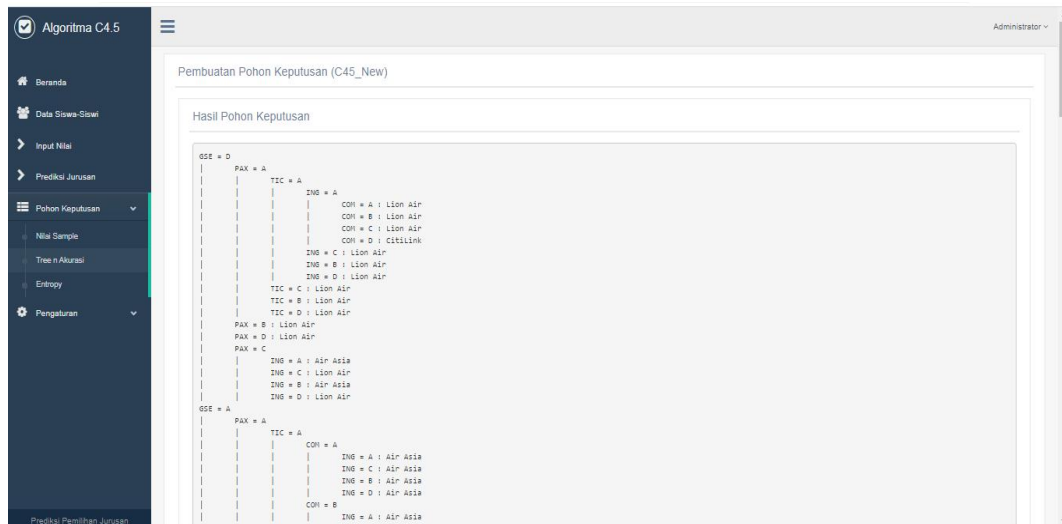 Algoritma C4.5
Administrator
Beranda
Data Siswa-Siswi
Input Nilai
Prediksi Jurusan
Pohon Keputusan
Nilai Sample
Tree n Akurasi
Entropy
Pengaturan
Prediksi Pemilihan Jurusan
Pembuatan Pohon Keputusan (C45_New)
Hasil Pohon Keputusan
GSE = D
| PAX = A
| | TIC = A
| | | ING = A
| | | | COM = A : Lion Air
| | | | COM = B : Lion Air
| | | | COM = C : Lion Air
| | | | COM = D : CitiLink
| | | ING = C : Lion Air
| | | ING = B : Lion Air
| | | ING = D : Lion Air
| | TIC = C : Lion Air
| | TIC = B : Lion Air
| | TIC = D : Lion Air
| PAX = B : Lion Air
| PAX = D : Lion Air
| PAX = C
| | ING = A : Air Asia
| | ING = C : Lion Air
| | ING = B : Air Asia
| | ING = D : Lion Air
GSE = A
| PAX = A
| | TIC = A
| | | COM = A
| | | | ING = A : Air Asia
| | | | ING = C : Air Asia
| | | | ING = B : Air Asia
| | | | ING = D : Air Asia
| | | COM = B
| | | | ING = A : Air Asia